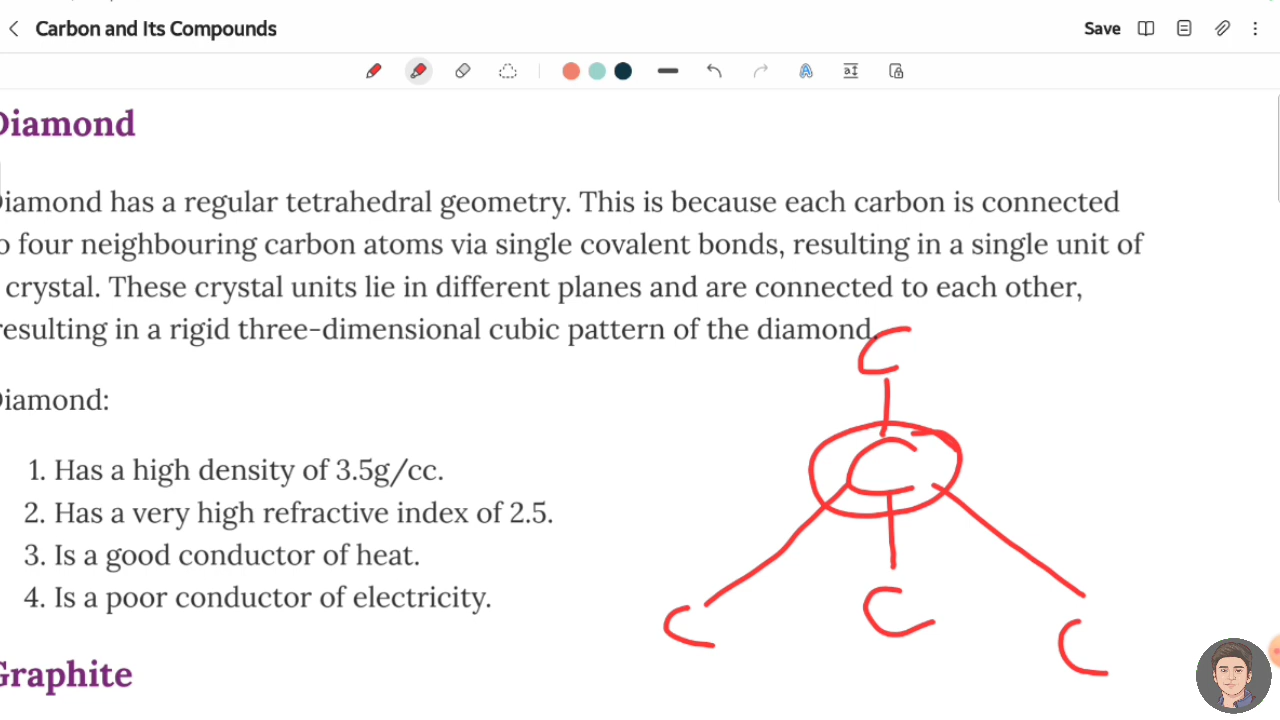 Carbon and Its Compounds
Save
Diamond
Diamond has a regular tetrahedral geometry. This is because each carbon is connected
o four neighbouring carbon atoms via single covalent bonds, resulting in a single unit of
crystal. These crystal units lie in different planes and are connected to each other,
resulting in a rigid three-dimensional cubic pattern of the diamond.
C
Diamond:
C
1. Has a high density of 3.5g/cc.
2. Has a very high refractive index of 2.5.
3. Is a good conductor of heat.
4. Is a poor conductor of electricity.
C C C
Graphite